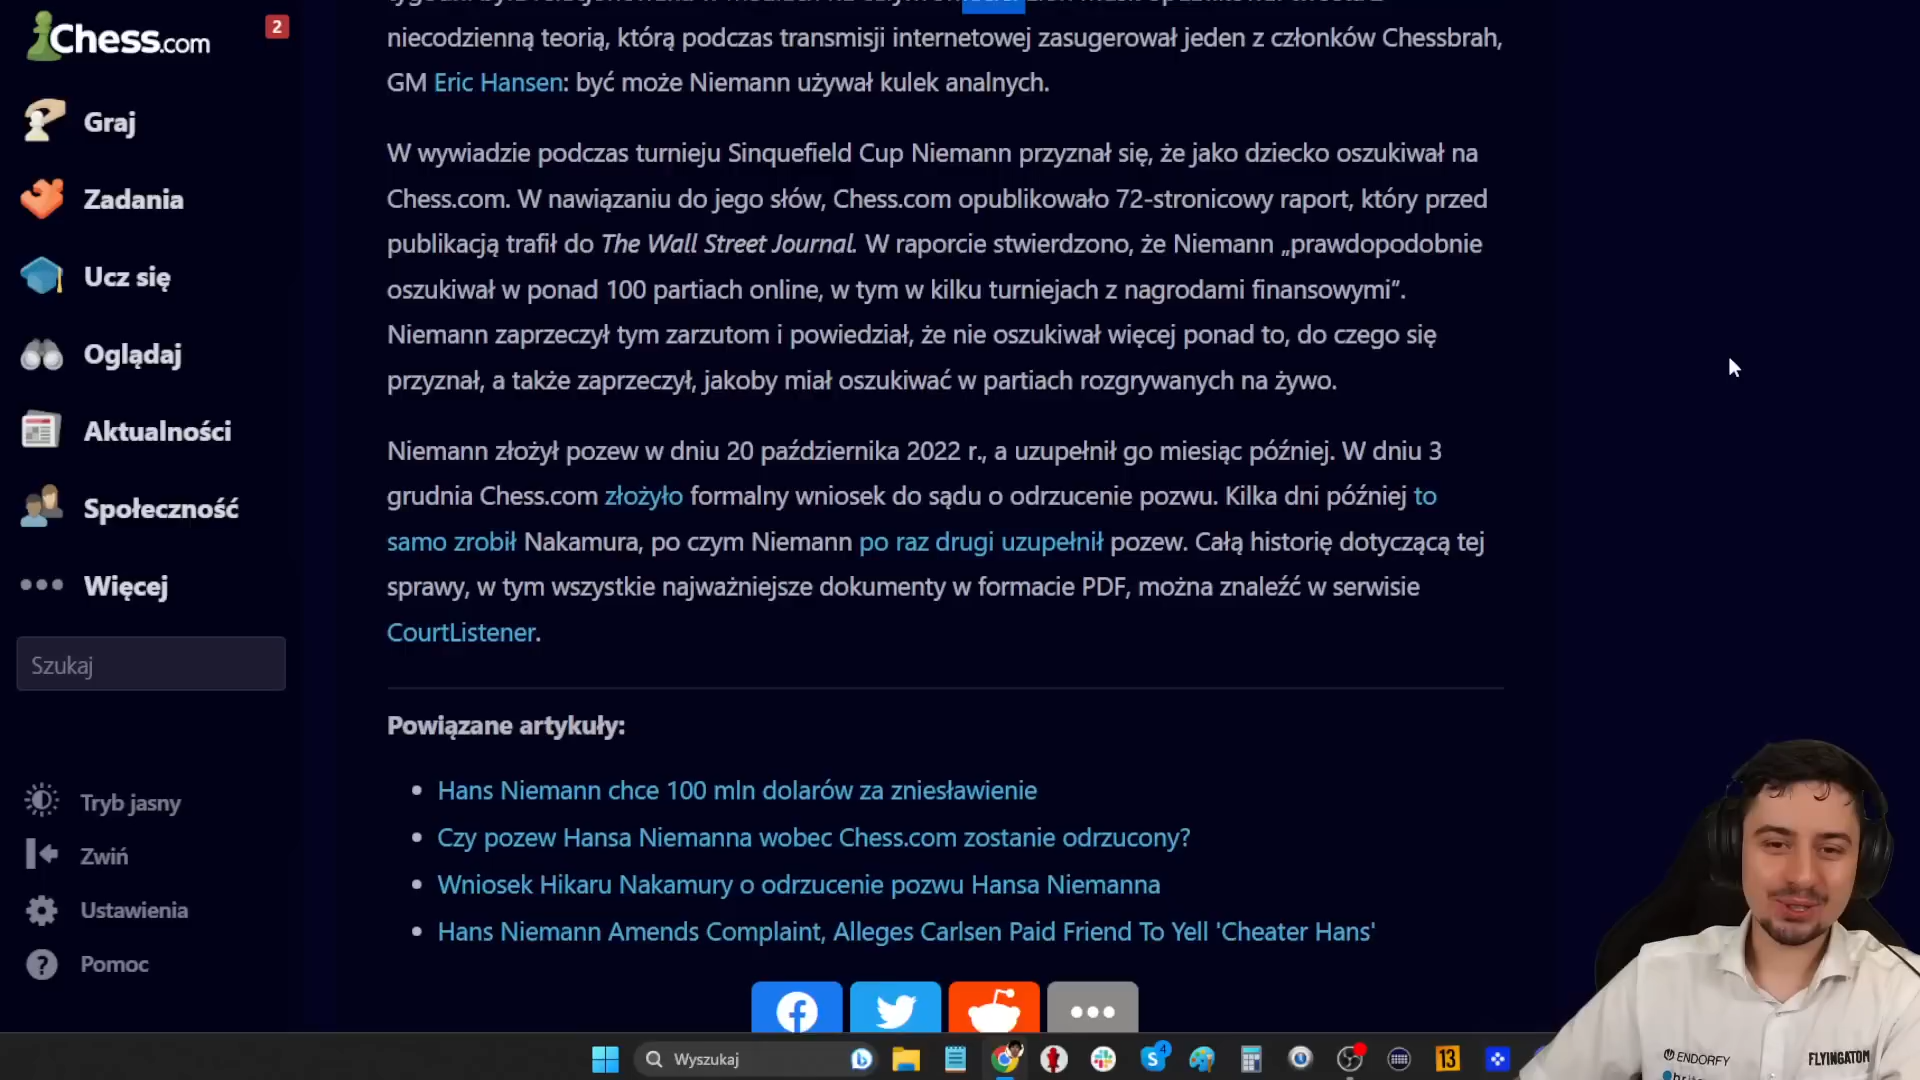 Chess.com
2
Graj
Zadania
Ucz się
Oglądaj
Aktualności
Społeczność
Więcej
Szukaj
Tryb jasny
Zwiń
Ustawienia
Pomoc
niecodzienną teorią, którą podczas transmisji internetowej zasugerował jeden z członków Chessbrah,
GM Eric Hansen: być może Niemann używał kulek analnych.
W wywiadzie podczas turnieju Sinquefield Cup Niemann przyznał się, że jako dziecko oszukiwał na
Chess.com. W nawiązaniu do jego słów, Chess.com opublikowało 72-stronicowy raport, który przed
publikacją trafił do The Wall Street Journal. W raporcie stwierdzono, że Niemann „prawdopodobnie
oszukiwał w ponad 100 partiach online, w tym w kilku turniejach z nagrodami finansowymi”.
Niemann zaprzeczył tym zarzutom i powiedział, że nie oszukiwał więcej ponad to, do czego się
przyznał, a także zaprzeczył, jakoby miał oszukiwać w partiach rozgrywanych na żywo.
Niemann złożył pozew w dniu 20 października 2022 r., a uzupełnił go miesiąc później. W dniu 3
grudnia Chess.com złożyło formalny wniosek do sądu o odrzucenie pozwu. Kilka dni później to
samo zrobił Nakamura, po czym Niemann po raz drugi uzupełnił pozew. Całą historię dotyczącą tej
sprawy, w tym wszystkie najważniejsze dokumenty w formacie PDF, można znaleźć w serwisie
CourtListener.
Powiązane artykuły:
Hans Niemann chce 100 mln dolarów za zniesławienie
Czy pozew Hansa Niemanna wobec Chess.com zostanie odrzucony?
Wniosek Hikaru Nakamury o odrzucenie pozwu Hansa Niemanna
Hans Niemann Amends Complaint, Alleges Carlsen Paid Friend To Yell 'Cheater Hans'
Wyszukaj
4
13
ENDORFY
FLYINGATOM